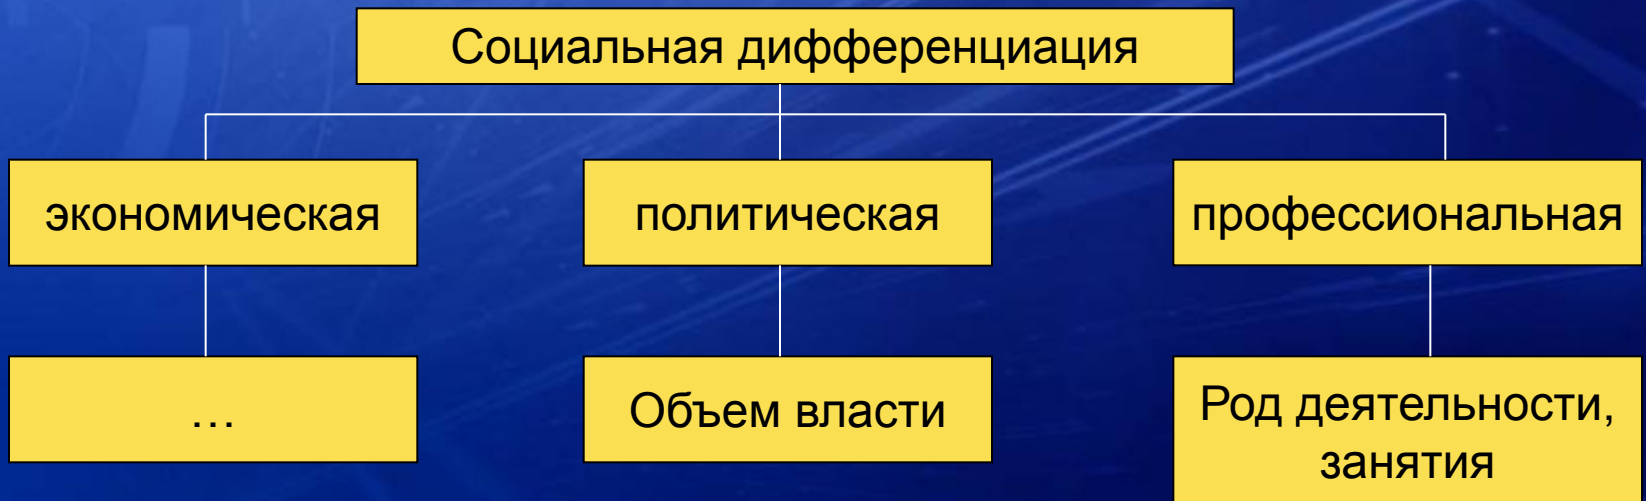 Социальная дифференциация
экономическая
политическая
профессиональная
…
Объем власти
Род деятельности,
занятия